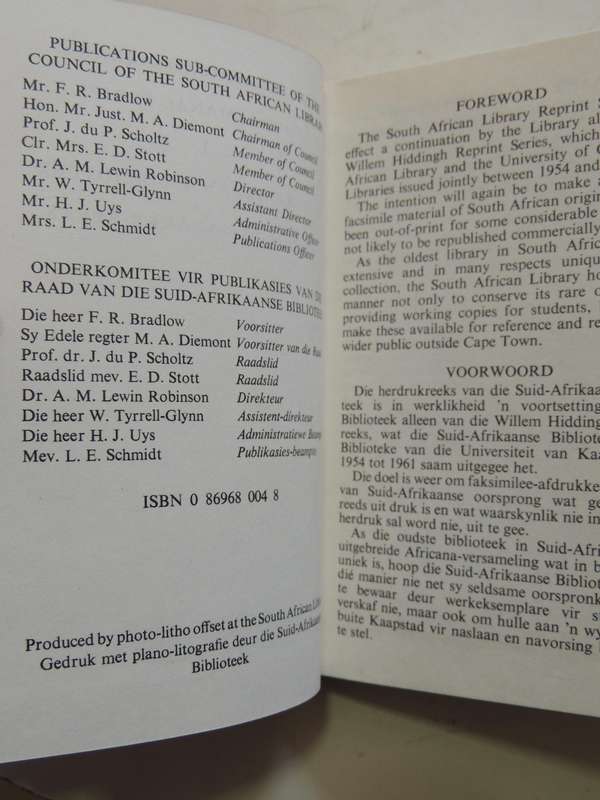 PUBLICATIONS SUB-COMMITTEE OF THE
COUNCIL OF THE SOUTH AFRICAN
Mr. F. R. Bradlow Chairman
Hon. Mr. Just. M. A. Diemont Chairman of Council
Prof. J. du P. Scholtz Member of Council
Clr. Mrs. E. D. Stott Member of Council
Dr. A. M. Lewin Robinson Director
Mr. W. Tyrrell-Glynn Assistant Director
Mr. H. J. Uys Administrative Officer
Mrs. L. E. Schmidt Publications Officer
ONDERKOMITEE VIR PUBLIKASIES VAN DIE
RAAD VAN DIE SUID-AFRIKAANSE
Die heer F. R. Bradlow Voorsitter
Sy Edele regter M. A. Diemont Voorsitter van die
Prof. dr. J. du P. Scholtz Raadslid
Raadslid mev. E. D. Stott Raadslid
Dr. A. M. Lewin Robinson Direkteur
Die heer W. Tyrrell-Glynn Assistent-direkteur
Die heer H. J. Uys Administratiewe
Mev. L. E. Schmidt Publikasies-beampte
ISBN 0 86968 004 8
Produced by photo-litho offset at the South African
Gedruk met plano-litografie deur die
Biblioteek
FOREWORD
The South African Library Reprint
effect a continuation by the Library
Willem Hiddingh Reprint Series, which
African Library and the University of
Libraries issued jointly between 1954 and
The intention will again be to make
facsimile material of South African
been out-of-print for some considerable
not likely to be republished commercially
As the oldest library in South
extensive and in many respects
collection, the South African Library
manner not only to conserve its rare
providing working copies for students,
make these available for reference and
wider public outside Cape Town.
VOORWOORD
Die herdrukreeks van die
teek is in werklikheid 'n voortsetting
Biblioteek alleen van die Willem
reeks, wat die Suid-Afrikaanse
Biblioteke van die Universiteit van
1954 tot 1961 saam uitgegee het.
Die doel is weer om
van Suid-Afrikaanse oorsprong wat
reeds uit druk is en wat waarskynlik nie in
herdruk sal word nie, uit te gee.
As die oudste biblioteek in
uitgebreide Africana-versameling wat in
uniek is, hoop die Suid-Afrikaanse
dié manier nie net sy seldsame
te bewaar deur werkeksemplare vir
verskaf nie, maar ook om hulle aan 'n
buite Kaapstad vir naslaan en navorsing
te stel.